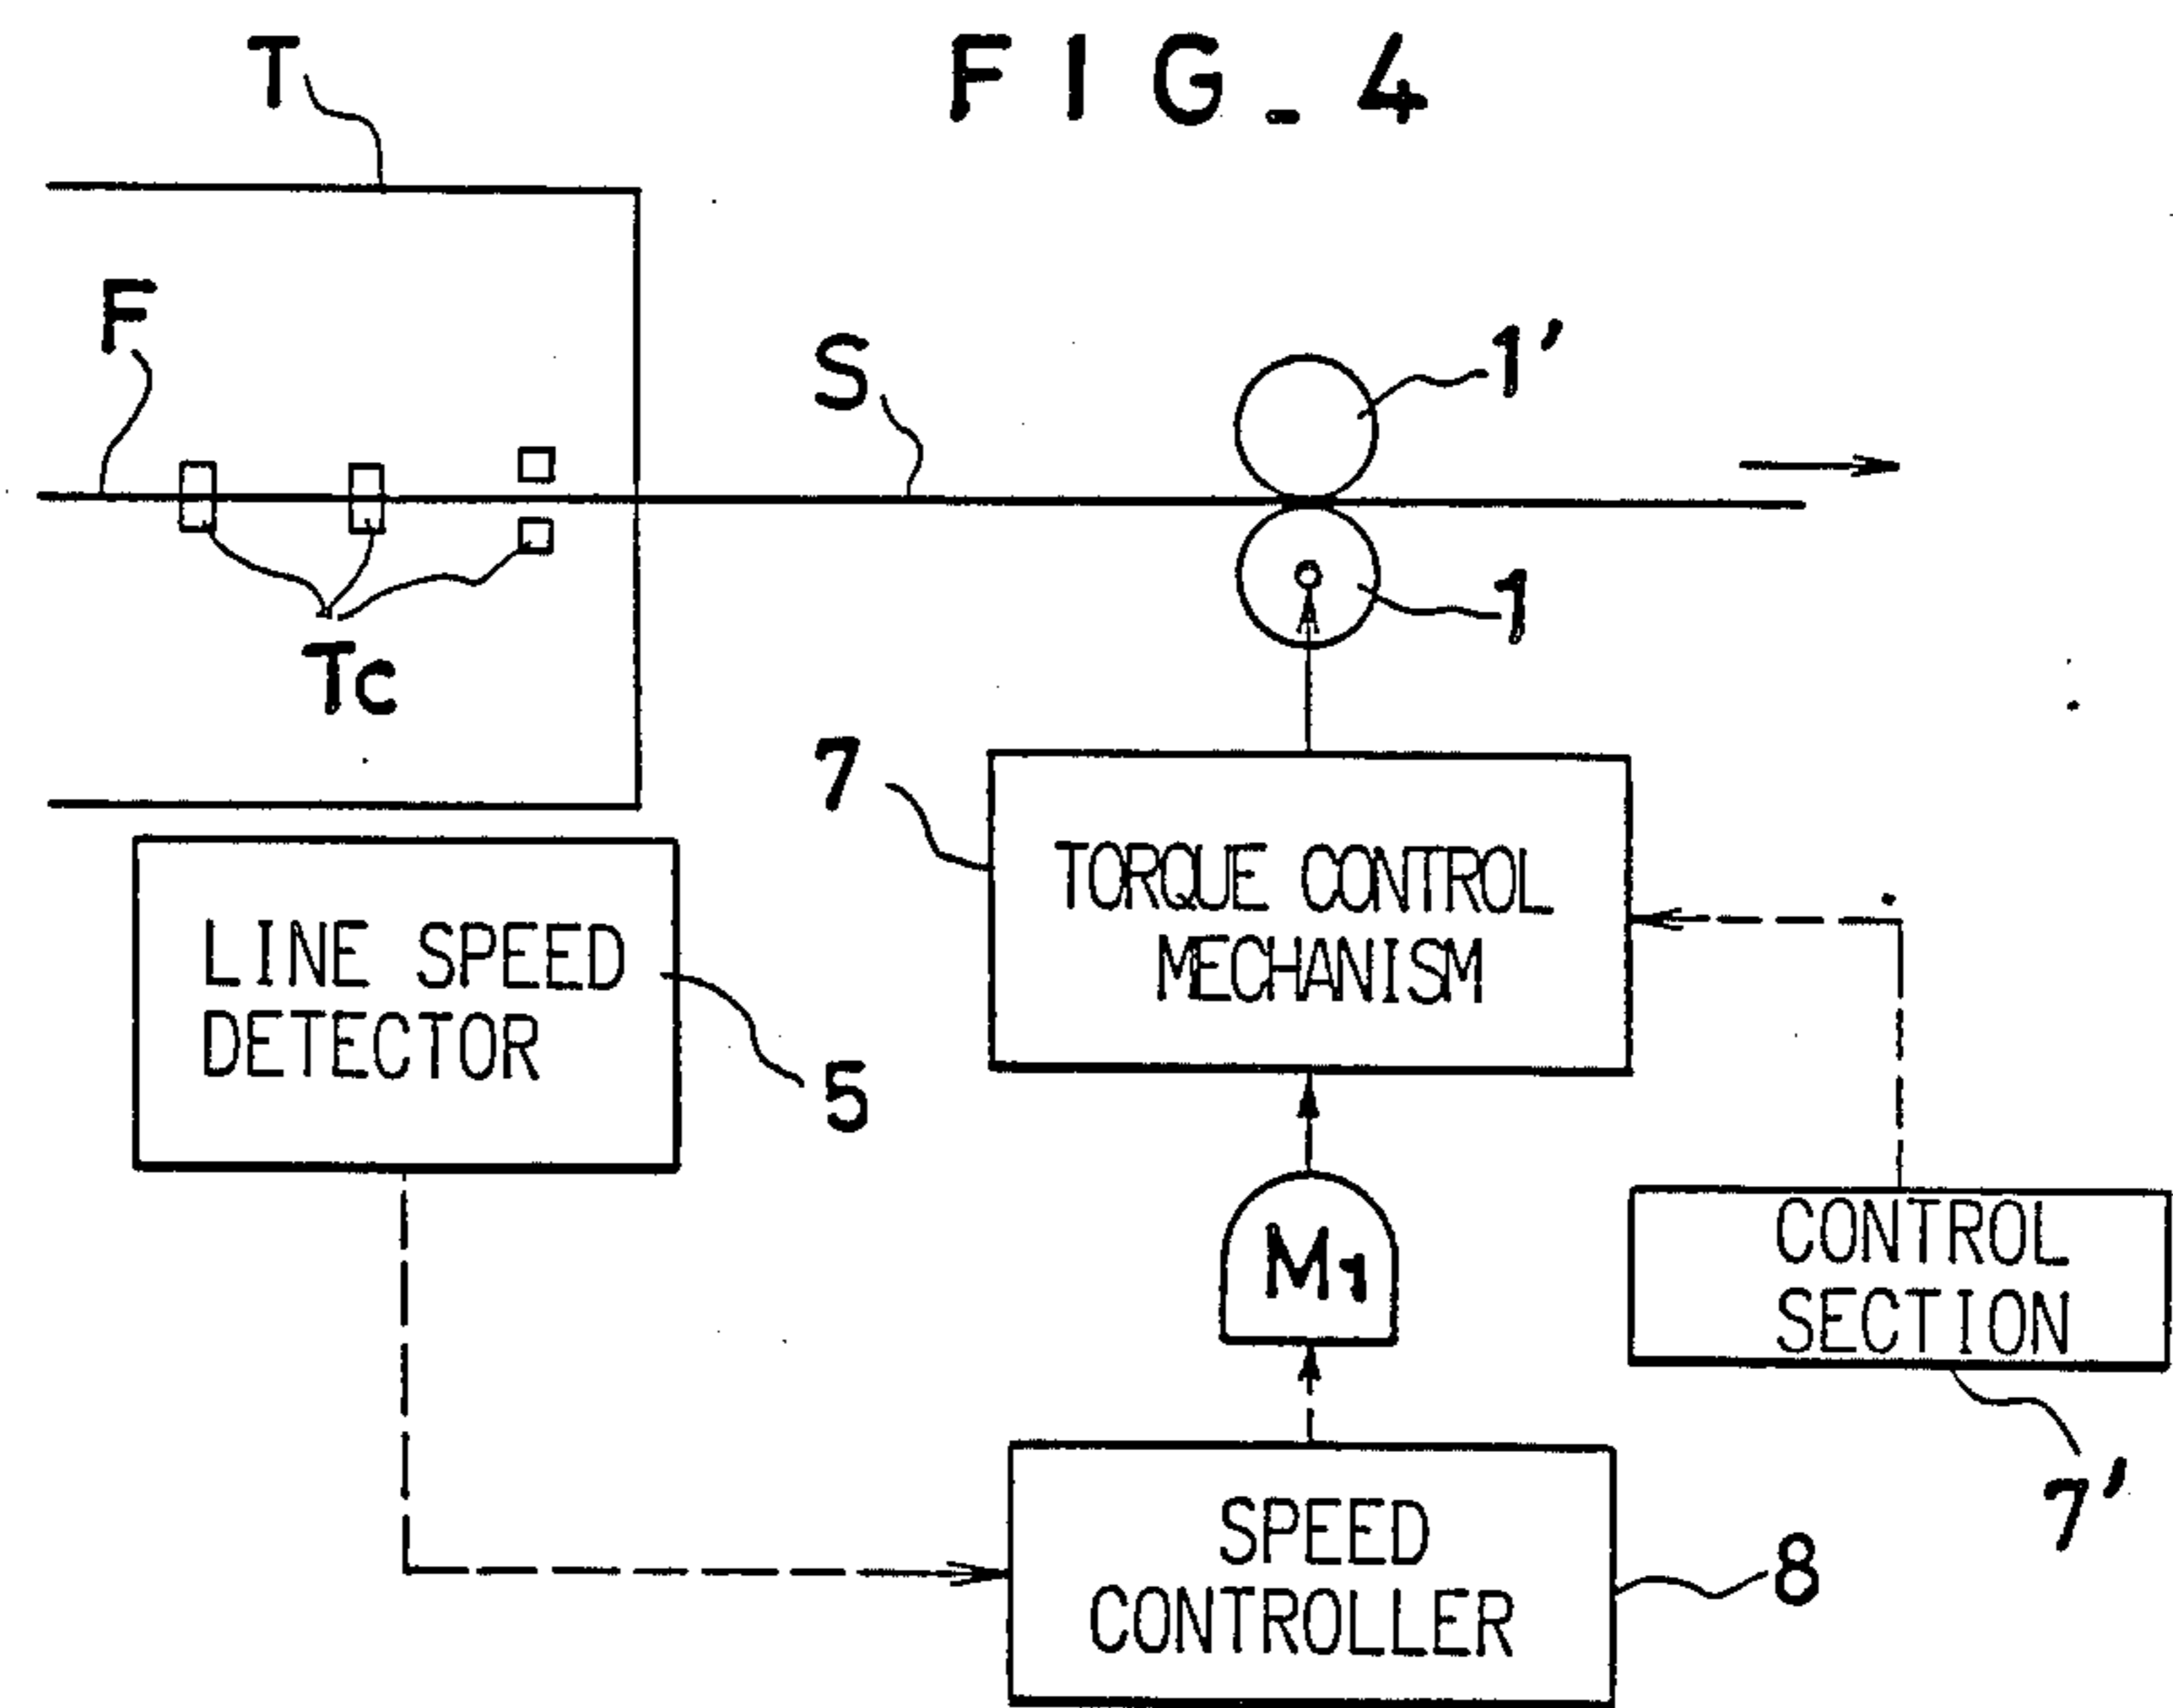 FIG_4
T
F
S
1'
1
Tc
7
TORQUE CONTROL
MECHANISM
LINE SPEED
DETECTOR
5
M1
CONTROL
SECTION
7'
SPEED
CONTROLLER
8